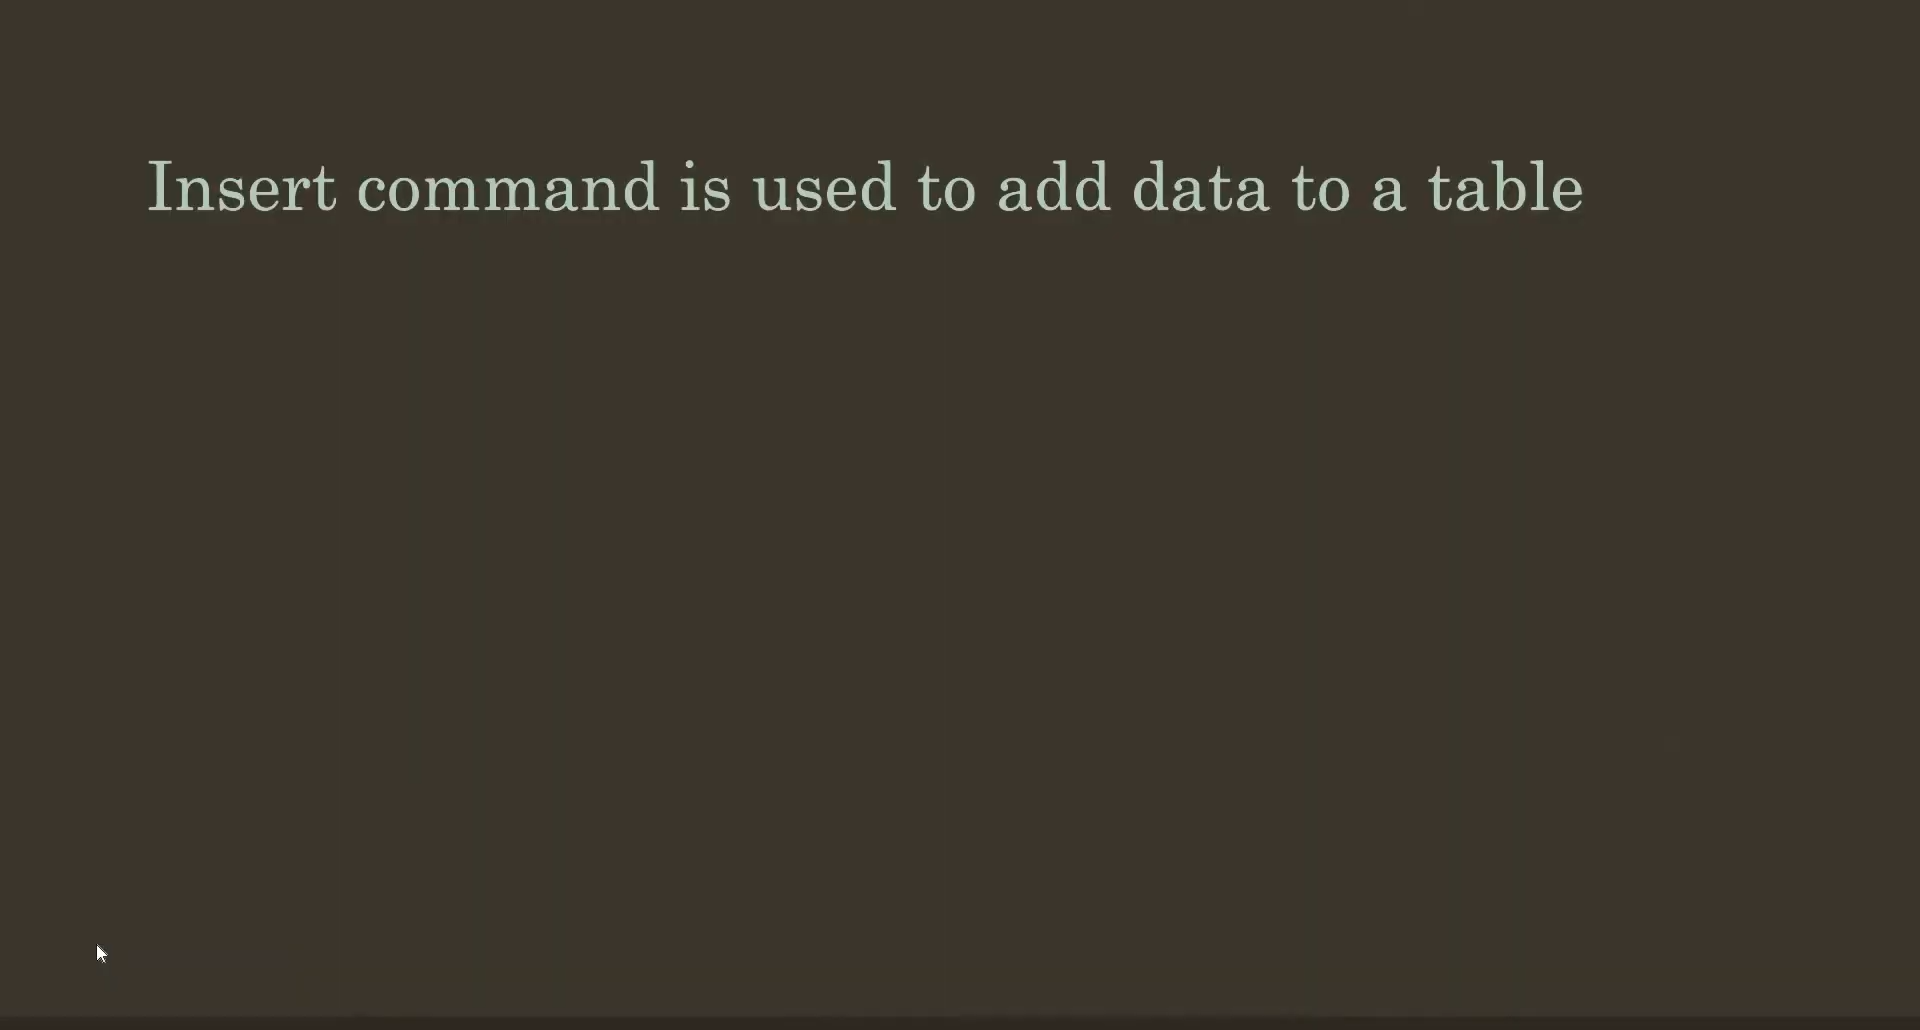 Insert command is used to add data to a table